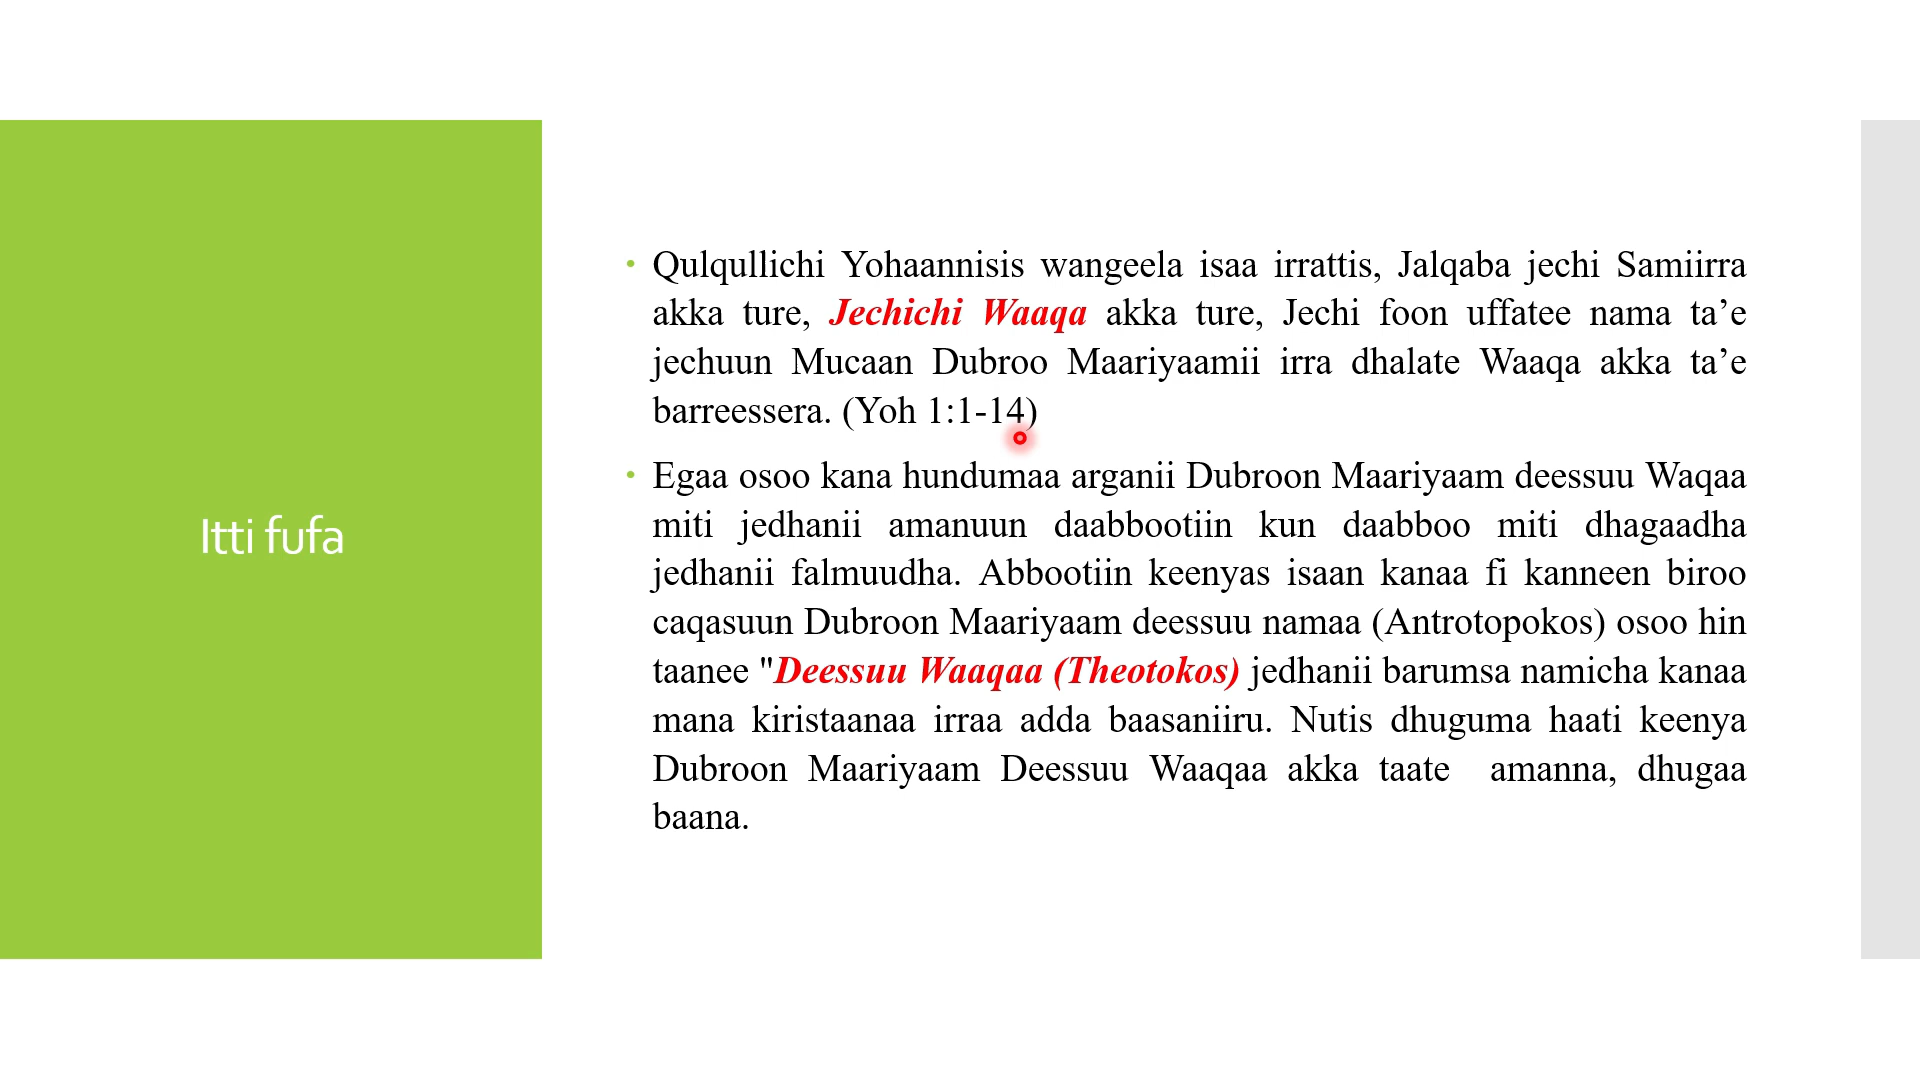 Itti fufa
• Qulqullichi Yohaannisis wangeela isaa irrattis, Jalqaba jechi Samiirra
akka ture, Jechichi Waaqa akka ture, Jechi foon uffatee nama ta’e
jechuun Mucaan Dubroo Maariyaamii irra dhalate Waaqa akka ta’e
barreessera. (Yoh 1:1-14)
• Egaa osoo kana hundumaa arganii Dubroon Maariyaam deessuu Waqaa
miti jedhanii amanuun daabbootiin kun daabboo miti dhagaadha
jedhanii falmuudha. Abbootiin keenyas isaan kanaa fi kanneen biroo
caqasuun Dubroon Maariyaam deessuu namaa (Antrotopokos) osoo hin
taanee "Deessuu Waaqaa (Theotokos) jedhanii barumsa namicha kanaa
mana kiristaanaa irraa adda baasaniiru. Nutis dhuguma haati keenya
Dubroon Maariyaam Deessuu Waaqaa akka taate amanna, dhugaa
baana.